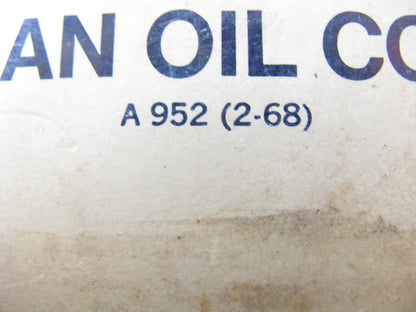 AN OIL CO
A 952 (2-68)